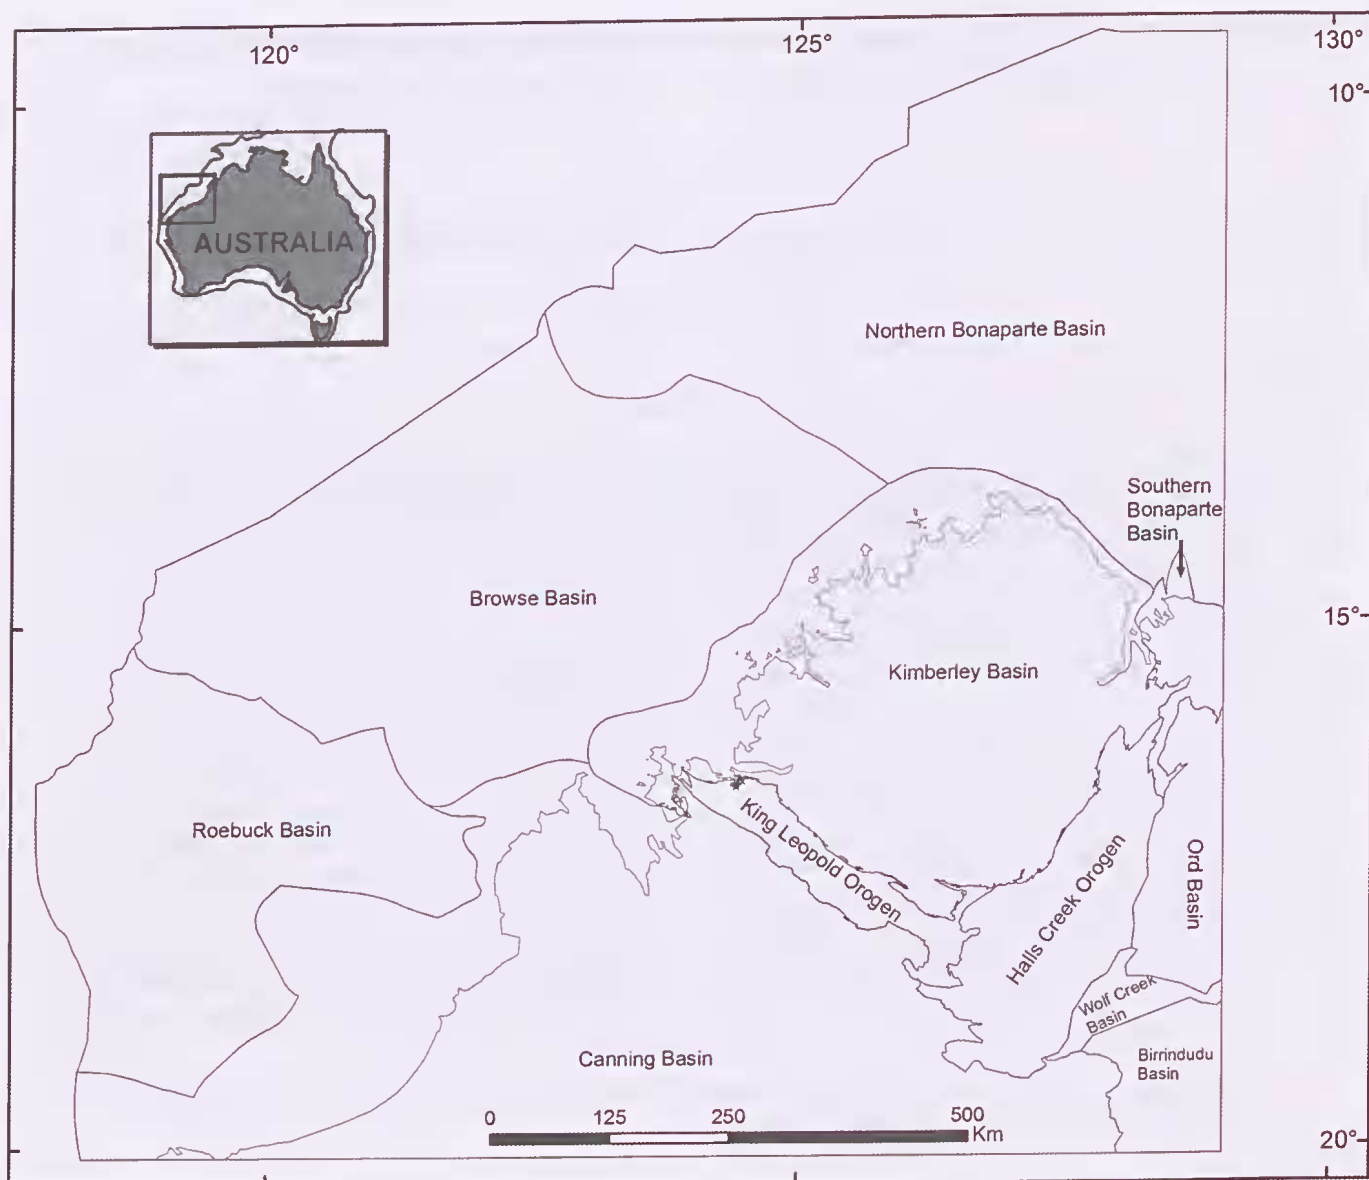 120°
125°
130°
10°
AUSTRALIA
Northern Bonaparte Basin
Southern
Bonaparte
Basin
Browse Basin
15°
Kimberley Basin
Roebuck Basin
King Leopold Orogen
Halls Creek Orogen
Ord Basin
Wolf Creek
Basin
Canning Basin
Birrindudu
Basin
0
125
250
500
Km
20°